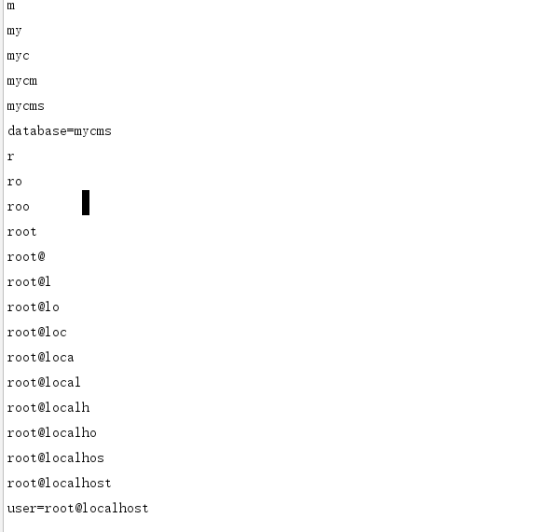 m
my
myc
mycm
mycms
database=mycms
r
ro
roo
root
root@
root@l
root@lo
root@loc
root@loca
root@local
root@localh
root@localho
root@localhos
root@localhost
user=root@localhost